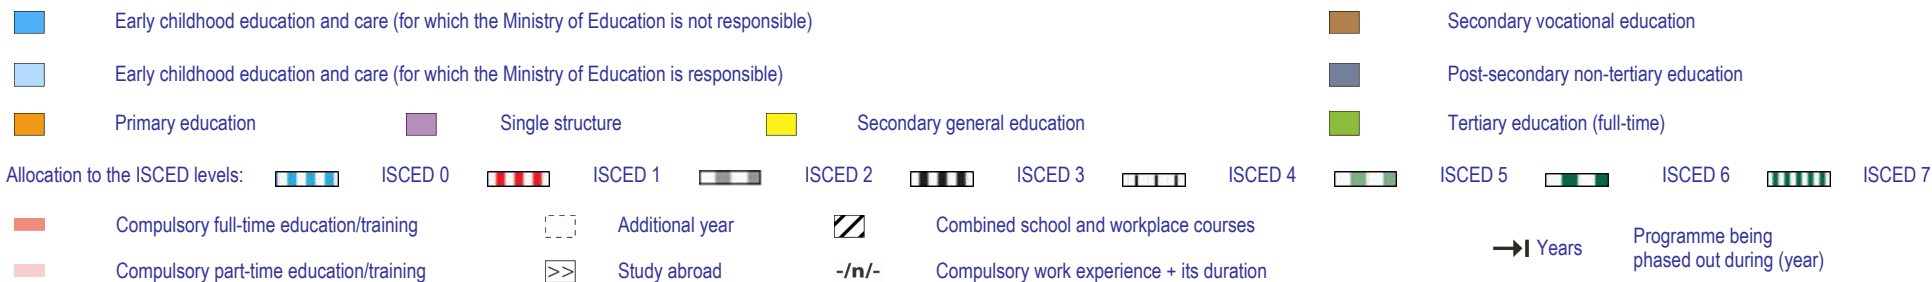 Early childhood education and care (for which the Ministry of Education is not responsible) Secondary vocational education
Early childhood education and care (for which the Ministry of Education is responsible) Post-secondary non-tertiary education
Primary education Single structure Secondary general education Tertiary education (full-time)
Allocation to the ISCED levels: ISCED 0 ISCED 1 ISCED 2 ISCED 3 ISCED 4 ISCED 5 ISCED 6 ISCED 7
Compulsory full-time education/training Additional year Combined school and workplace courses
Compulsory part-time education/training >> Study abroad -/n/- Compulsory work experience + its duration
Years Programme being
phased out during (year)